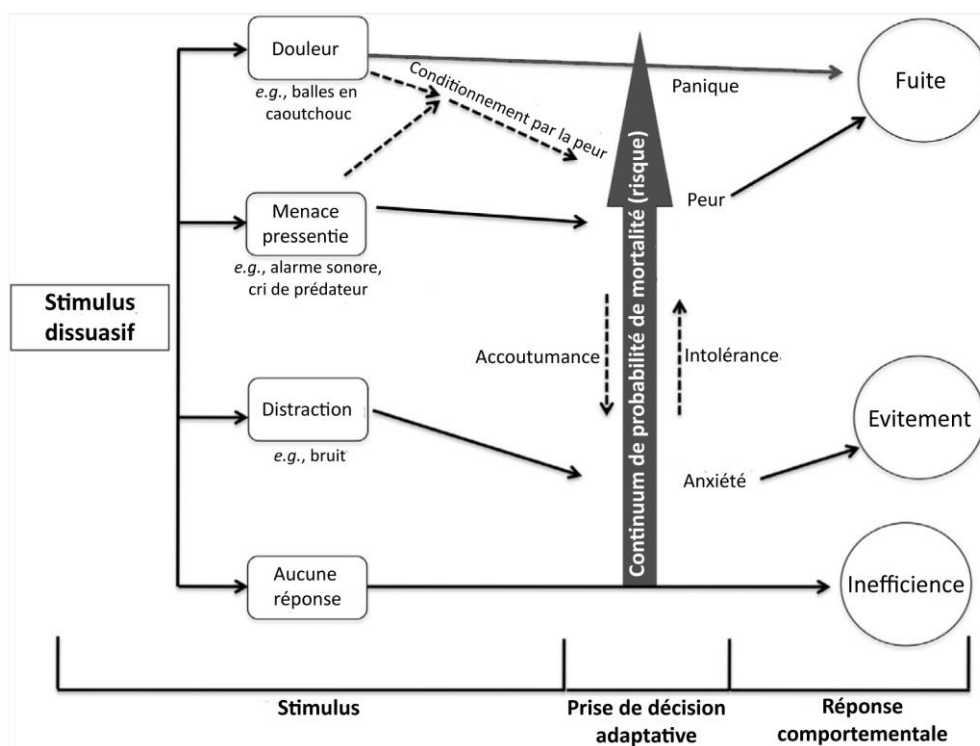 Douleur
e.g., balles en
caoutchouc
Conditionnement par la peur
Panique
Fuite
Menace
pressentie
e.g., alarme sonore,
cri de prédateur
Peur
Stimulus
dissuasif
Continuum de probabilité de mortalité (risque)
Accoutumance
Intolérance
Distraction
e.g., bruit
Anxiété
Evitement
Aucune
réponse
Inefficience
Stimulus
Prise de décision
adaptative
Réponse
comportementale